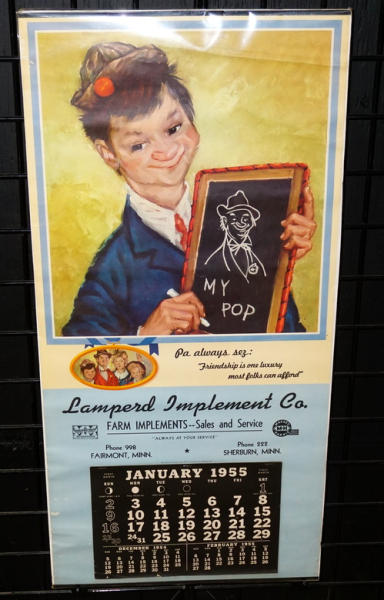 MY
POP
Pa always sez:
"Friendship is one luxury
most folks can afford"
Lamperd Implement Co.
FARM IMPLEMENTS--Sales and Service
"ALWAYS AT YOUR SERVICE"
Phone 998
FAIRMONT, MINN.
Phone 222
SHERBURN, MINN.
JANUARY 1955
SUN MON TUE WED THU FRI SAT
1
2 3 4 5 6 7 8
9 10 11 12 13 14 15
16 17 18 19 20 21 22
23/30 24/31 25 26 27 28 29
DECEMBER 1954
FEBRUARY 1955